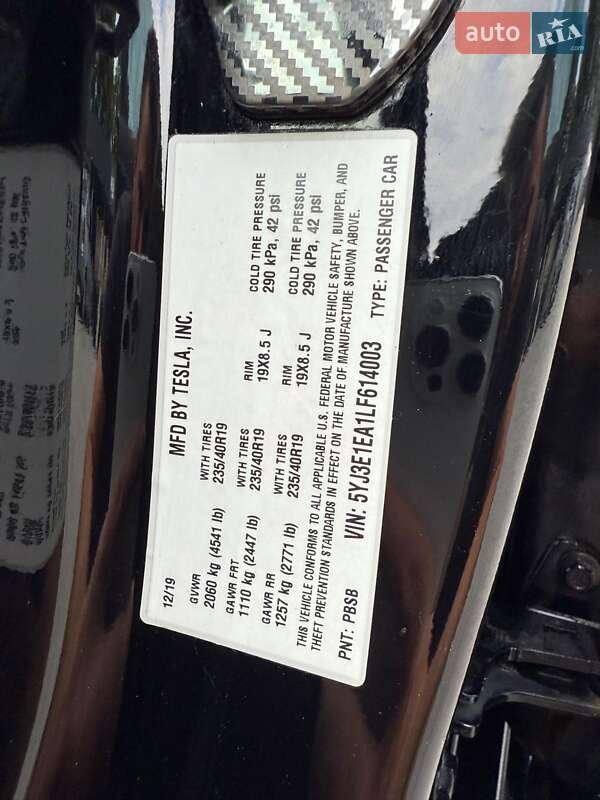 auto RIA.com
MFD BY TESLA, INC.
12/19
GVWR WITH TIRES RIM COLD TIRE PRESSURE
2060 kg (4541 lb) 235/40R19 19X8.5 J 290 kPa, 42 psi
GAWR FRT WITH TIRES RIM COLD TIRE PRESSURE
1110 kg (2447 lb) 235/40R19 19X8.5 J 290 kPa, 42 psi
GAWR RR WITH TIRES
1257 kg (2771 lb) 235/40R19
THIS VEHICLE CONFORMS TO ALL APPLICABLE U.S. FEDERAL MOTOR VEHICLE SAFETY, BUMPER, AND
THEFT PREVENTION STANDARDS IN EFFECT ON THE DATE OF MANUFACTURE SHOWN ABOVE.
VIN: 5YJ3E1EA1LF614003 TYPE: PASSENGER CAR
PNT: PBSB